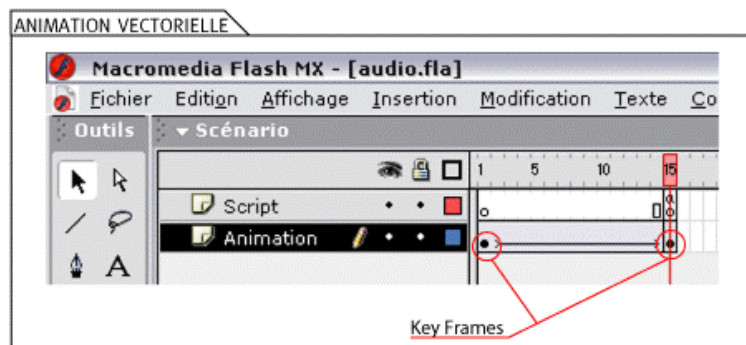 ANIMATION VECTORIELLE
Macromedia Flash MX - [audio.fla]
Fichier Edition Affichage Insertion Modification Texte Co
Outils Scénario
1 5 10 15
Script
a
Animation
A
Key Frames